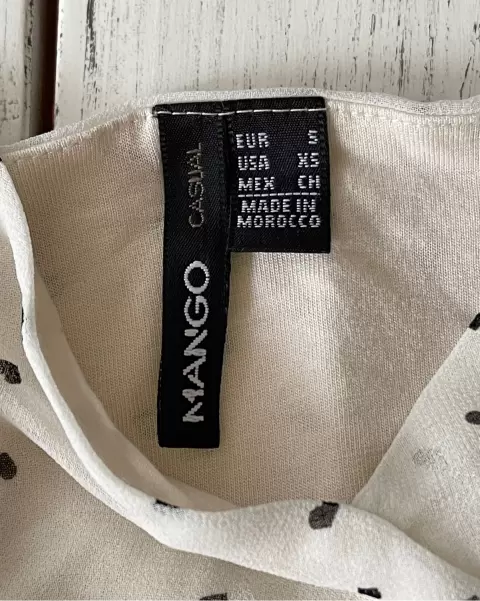 MANGO CASUAL
EUR S
USA XS
MEX CH
MADE IN
MOROCCO